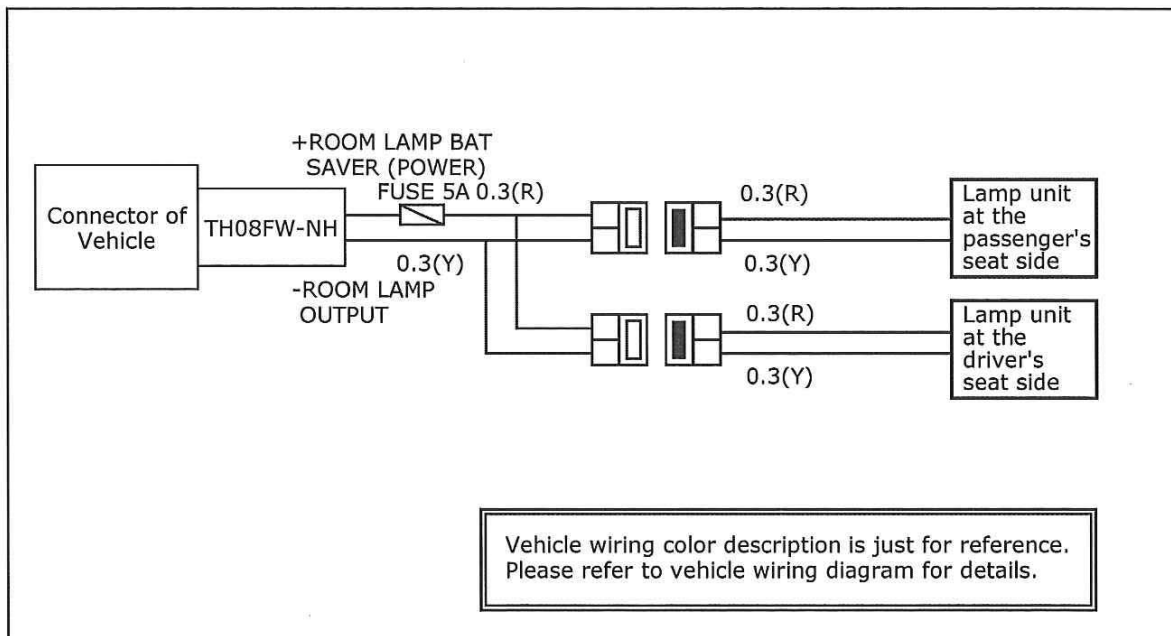 +ROOM LAMP BAT
SAVER (POWER)
FUSE 5A 0.3(R)
Connector of
Vehicle
TH08FW-NH
0.3(Y)
-ROOM LAMP
OUTPUT
0.3(R)
0.3(Y)
Lamp unit
at the
passenger's
seat side
0.3(R)
0.3(Y)
Lamp unit
at the
driver's
seat side
Vehicle wiring color description is just for reference.
Please refer to vehicle wiring diagram for details.